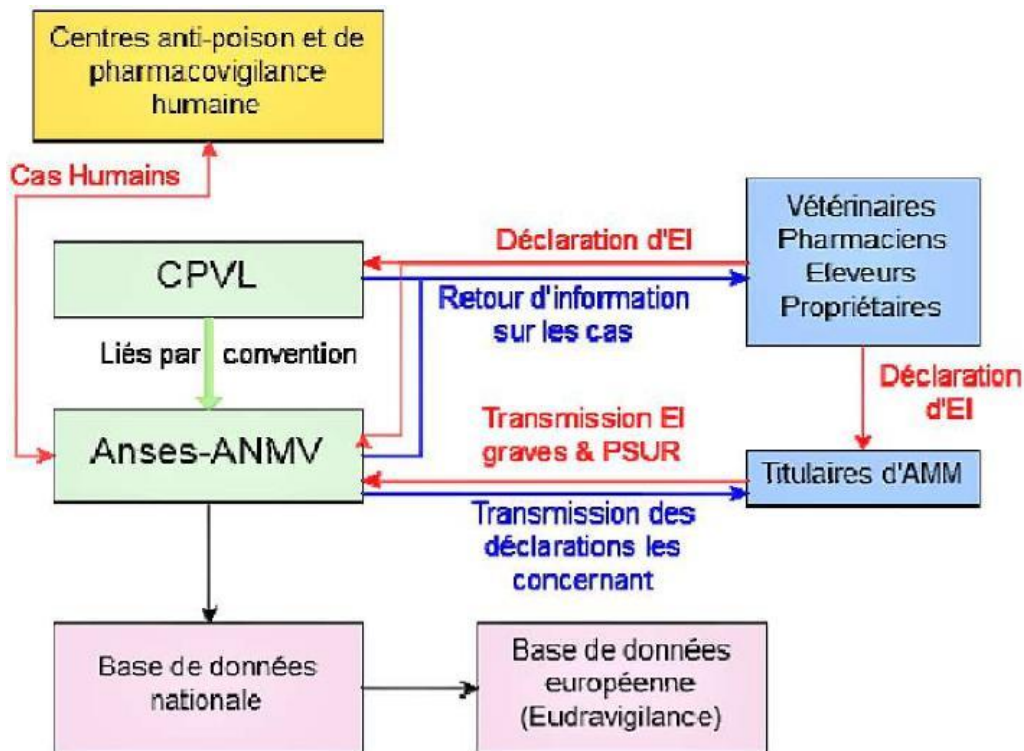 Centres anti-poison et de
pharmacovigilance
humaine
Cas Humains
Vétérinaires
Pharmaciens
Eleveurs
Propriétaires
Déclaration d'EI
CPVL
Retour d'information
sur les cas
Liés par convention
Déclaration
d'EI
Transmission EI
graves & PSUR
Anses-ANMV
Titulaires d'AMM
Transmission des
déclarations les
concernant
Base de données
nationale
Base de données
européenne
(Eudravigilance)